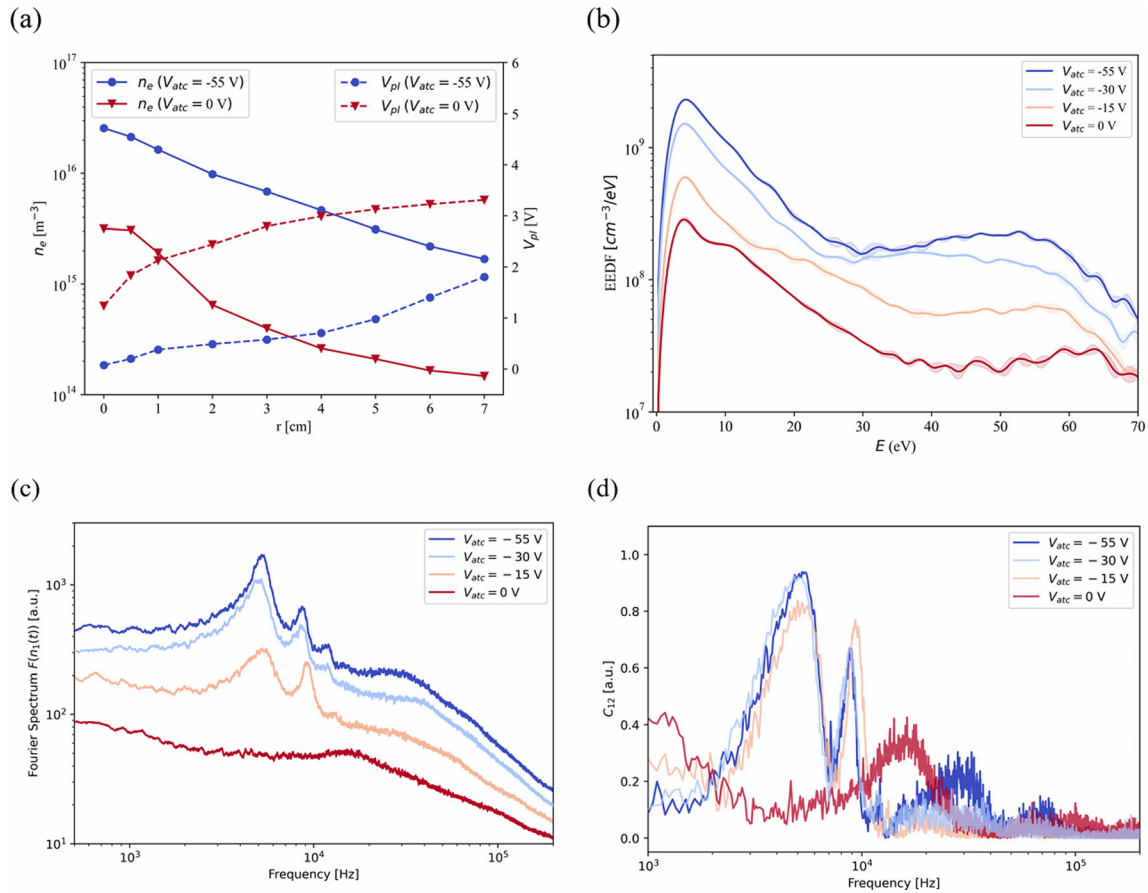 (a)
10^17
10^16
10^15
10^14
n_e [m^−3]
n_e (V_atc = -55 V)
n_e (V_atc = 0 V)
V_pl (V_atc = -55 V)
V_pl (V_atc = 0 V)
6
5
4
3
2
1
0
V_pl [V]
0 1 2 3 4 5 6 7
r [cm]
(b)
10^9
10^8
10^7
EEDF [cm^−3/eV]
V_atc = -55 V
V_atc = -30 V
V_atc = -15 V
V_atc = 0 V
0 10 20 30 40 50 60 70
E (eV)
(c)
10^3
10^2
10^1
Fourier Spectrum F(n_1(t)) [a.u.]
V_atc = − 55 V
V_atc = − 30 V
V_atc = − 15 V
V_atc = 0 V
10^3 10^4 10^5
Frequency [Hz]
(d)
1.0
0.8
0.6
0.4
0.2
0.0
C_12 [a.u.]
V_atc = − 55 V
V_atc = − 30 V
V_atc = − 15 V
V_atc = 0 V
10^3 10^4 10^5
Frequency [Hz]